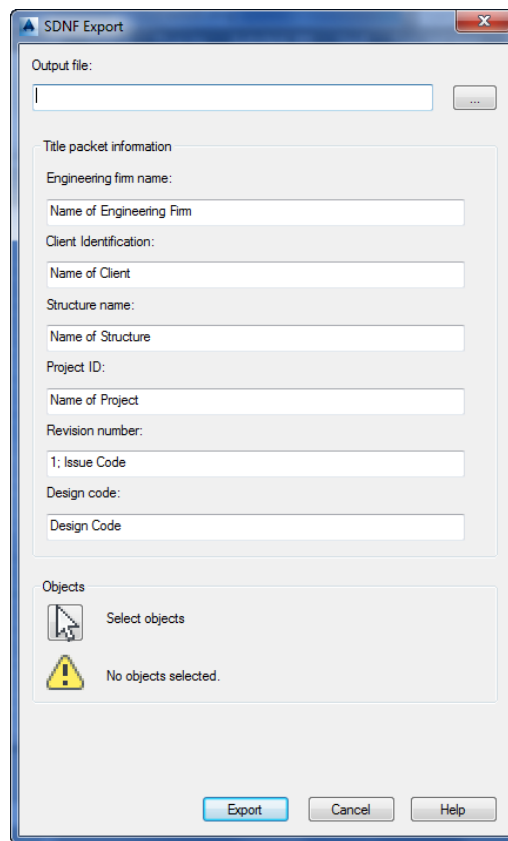 SDNF Export
Output file:
...
Title packet information
Engineering firm name:
Name of Engineering Firm
Client Identification:
Name of Client
Structure name:
Name of Structure
Project ID:
Name of Project
Revision number:
1; Issue Code
Design code:
Design Code
Objects
Select objects
No objects selected.
Export Cancel Help